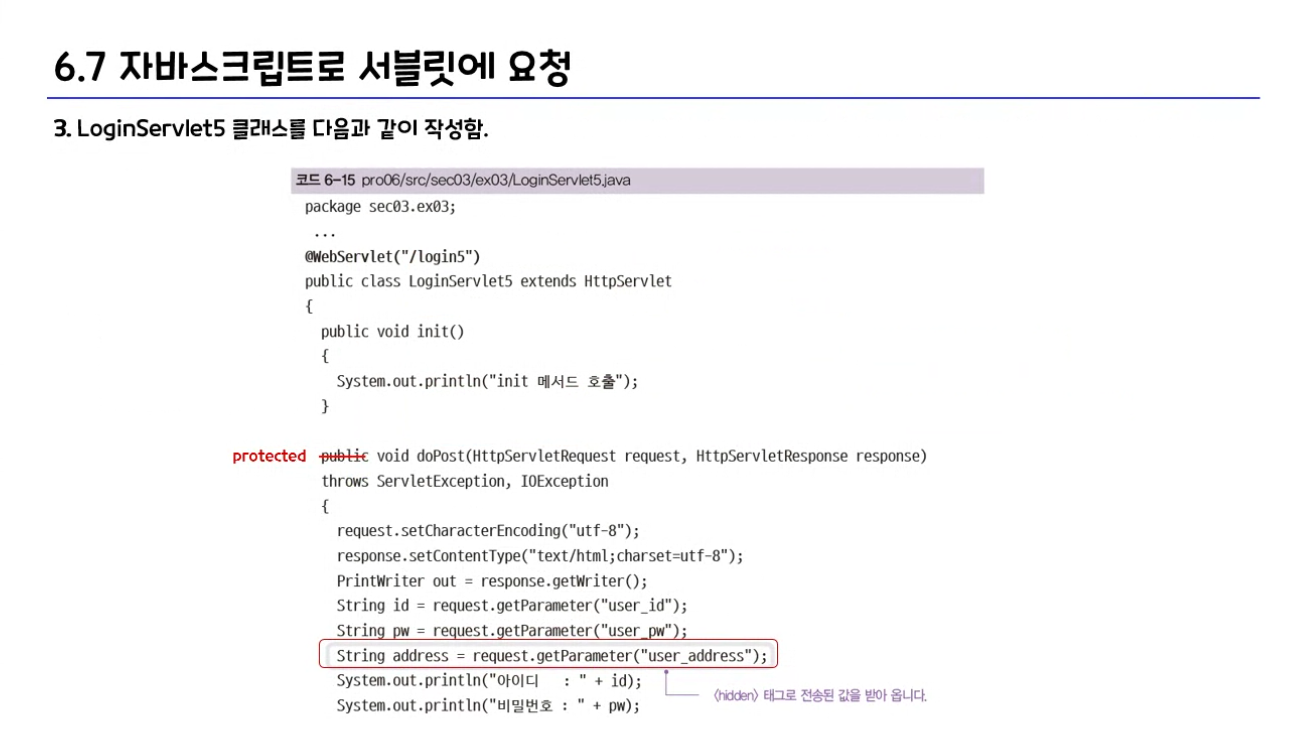 6.7 자바스크립트로 서블릿에 요청
3. LoginServlet5 클래스를 다음과 같이 작성함.
코드 6-15 pro06/src/sec03/ex03/LoginServlet5.java
package sec03.ex03;
...
@WebServlet("/login5")
public class LoginServlet5 extends HttpServlet
{
public void init()
{
System.out.println("init 메서드 호출");
}
protected public void doPost(HttpServletRequest request, HttpServletResponse response)
throws ServletException, IOException
{
request.setCharacterEncoding("utf-8");
response.setContentType("text/html;charset=utf-8");
PrintWriter out = response.getWriter();
String id = request.getParameter("user_id");
String pw = request.getParameter("user_pw");
String address = request.getParameter("user_address");
System.out.println("아이디   : " + id);
<hidden> 태그로 전송된 값을 받아 옵니다.
System.out.println("비밀번호 : " + pw);